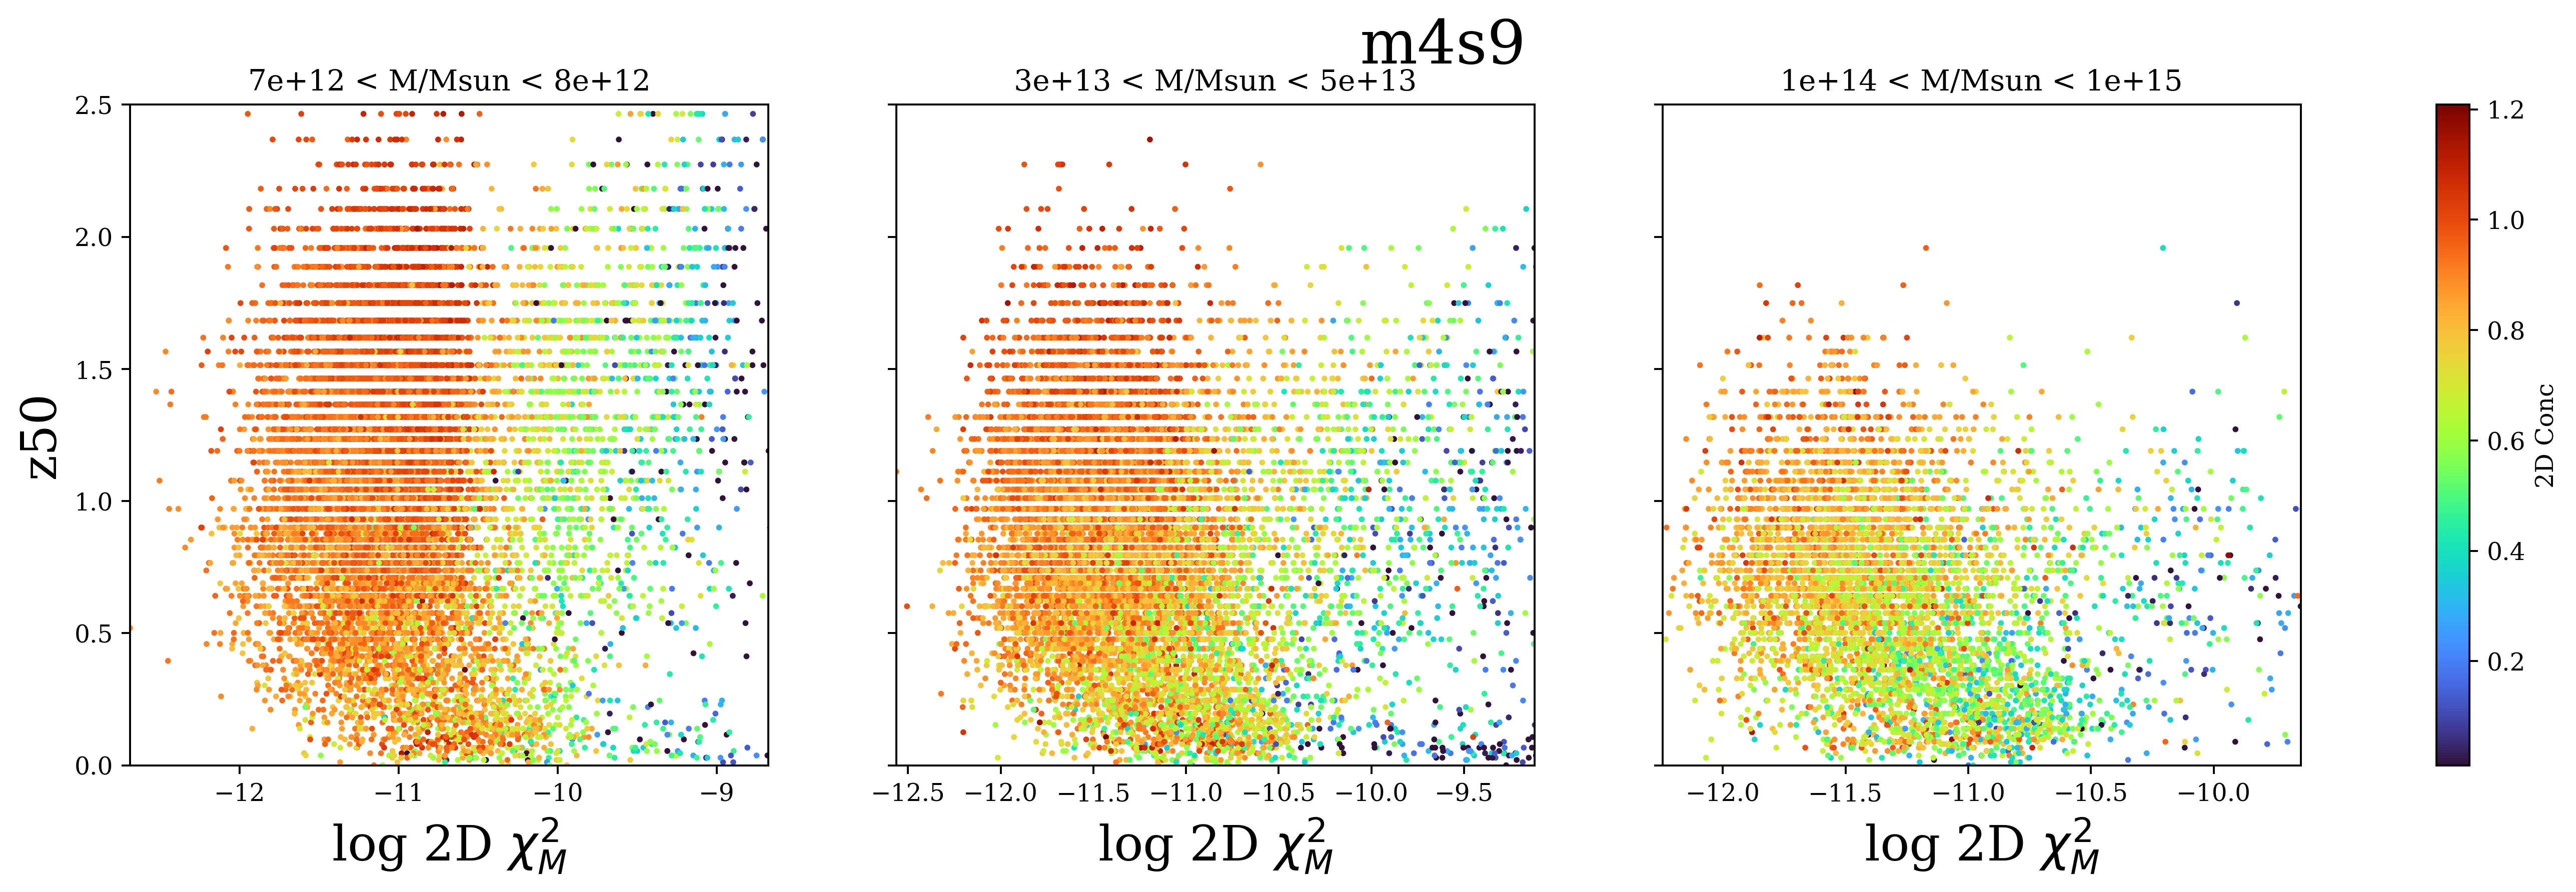 m4s9
7e+12 < M/Msun < 8e+12
3e+13 < M/Msun < 5e+13
1e+14 < M/Msun < 1e+15
z50
2.5
2.0
1.5
1.0
0.5
0.0
−12 −11 −10 −9
−12.5 −12.0 −11.5 −11.0 −10.5 −10.0 −9.5
−12.0 −11.5 −11.0 −10.5 −10.0
log 2D χ²_M
log 2D χ²_M
log 2D χ²_M
1.2
1.0
0.8
0.6
0.4
0.2
2D Conc